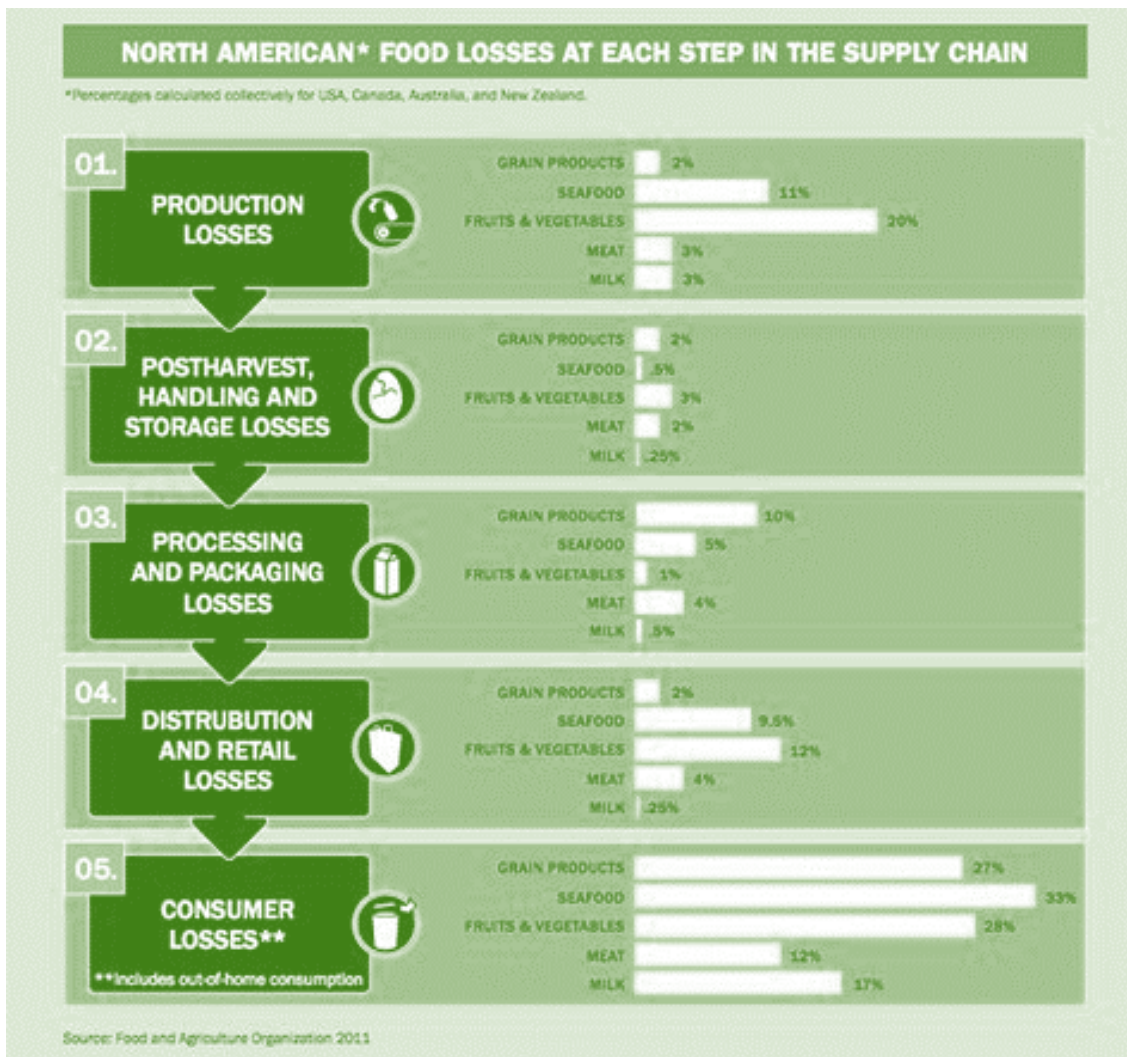 NORTH AMERICAN* FOOD LOSSES AT EACH STEP IN THE SUPPLY CHAIN
*Percentages calculated collectively for USA, Canada, Australia, and New Zealand.
01.
PRODUCTION
LOSSES
GRAIN PRODUCTS 2%
SEAFOOD 11%
FRUITS & VEGETABLES 20%
MEAT 3%
MILK 3%
02.
POSTHARVEST,
HANDLING AND
STORAGE LOSSES
GRAIN PRODUCTS 2%
SEAFOOD .5%
FRUITS & VEGETABLES 3%
MEAT 2%
MILK .25%
03.
PROCESSING
AND PACKAGING
LOSSES
GRAIN PRODUCTS 10%
SEAFOOD 5%
FRUITS & VEGETABLES 1%
MEAT 4%
MILK .5%
04.
DISTRUBUTION
AND RETAIL
LOSSES
GRAIN PRODUCTS 2%
SEAFOOD 9.5%
FRUITS & VEGETABLES 12%
MEAT 4%
MILK .25%
05.
CONSUMER
LOSSES**
**Includes out-of-home consumption
GRAIN PRODUCTS 27%
SEAFOOD 33%
FRUITS & VEGETABLES 28%
MEAT 12%
MILK 17%
Source: Food and Agriculture Organization 2011